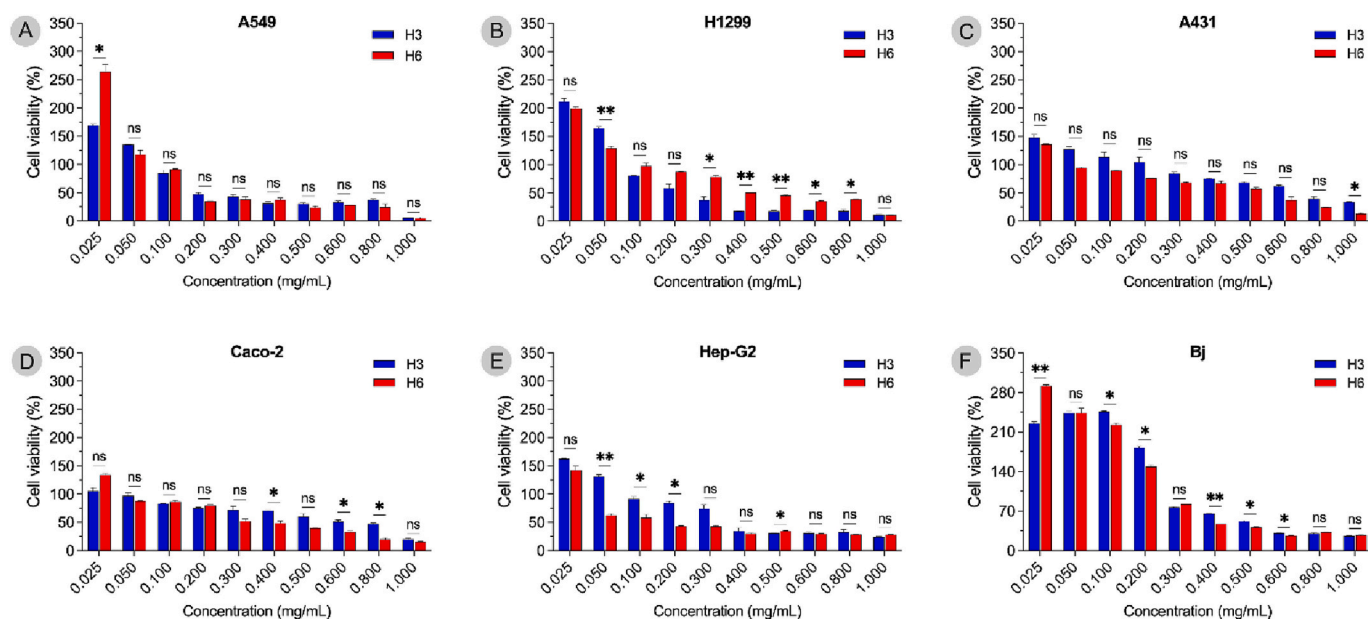 A
A549
350
300
250
200
150
100
50
0
Cell viability (%)
H3
H6
*
ns
ns
ns
ns
ns
ns
ns
ns
ns
0.025
0.050
0.100
0.200
0.300
0.400
0.500
0.600
0.800
1.000
Concentration (mg/mL)
B
H1299
350
300
250
200
150
100
50
0
Cell viability (%)
H3
H6
ns
**
ns
ns
*
**
**
*
*
ns
0.025
0.050
0.100
0.200
0.300
0.400
0.500
0.600
0.800
1.000
Concentration (mg/mL)
C
A431
350
300
250
200
150
100
50
0
Cell viability (%)
H3
H6
ns
ns
ns
ns
ns
ns
ns
ns
ns
*
0.025
0.050
0.100
0.200
0.300
0.400
0.500
0.600
0.800
1.000
Concentration (mg/mL)
D
Caco-2
350
300
250
200
150
100
50
0
Cell viability (%)
H3
H6
ns
ns
ns
ns
ns
*
ns
*
*
ns
0.025
0.050
0.100
0.200
0.300
0.400
0.500
0.600
0.800
1.000
Concentration (mg/mL)
E
Hep-G2
350
300
250
200
150
100
50
0
Cell viability (%)
H3
H6
ns
**
*
*
ns
ns
*
ns
ns
ns
0.025
0.050
0.100
0.200
0.300
0.400
0.500
0.600
0.800
1.000
Concentration (mg/mL)
F
Bj
350
280
210
140
70
0
Cell viability (%)
H3
H6
**
ns
*
*
ns
**
*
*
ns
ns
0.025
0.050
0.100
0.200
0.300
0.400
0.500
0.600
0.800
1.000
Concentration (mg/mL)